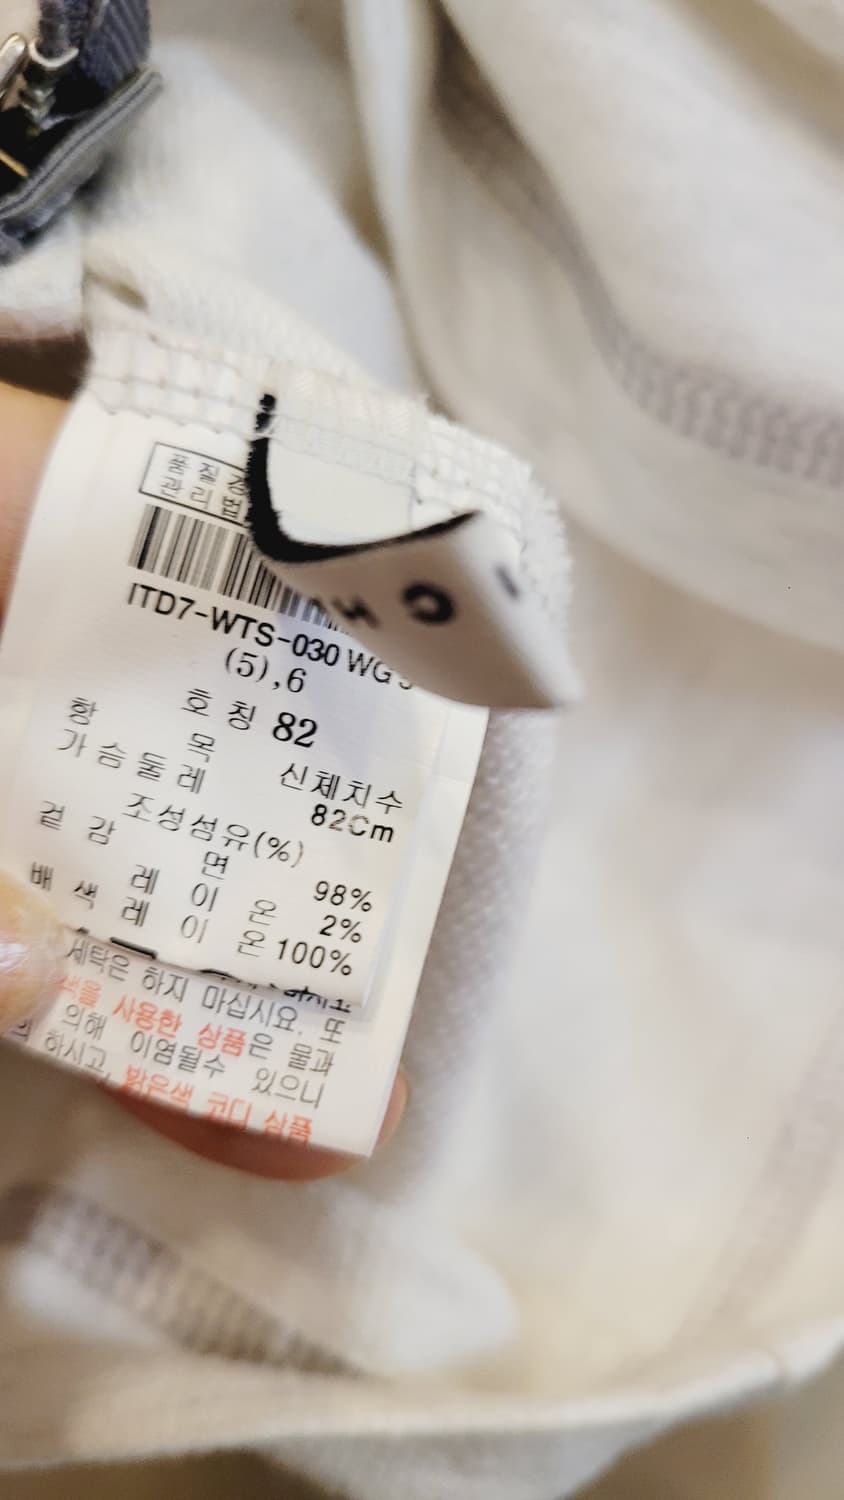 품 질 경
관 리 법
ITD7-WTS-030 WG
(5),6
호 칭 82
항 목 신체치수
가 슴 둘 레 82Cm
조성섬유(%)
겉 감 면 98%
레 이 온 2%
배 색 레 이 온 100%
세탁은 하지 마십시요. 또
사용한 상품은 물과
의해 이염될수 있으니
하시고, 밝은색 코디 상품
H O